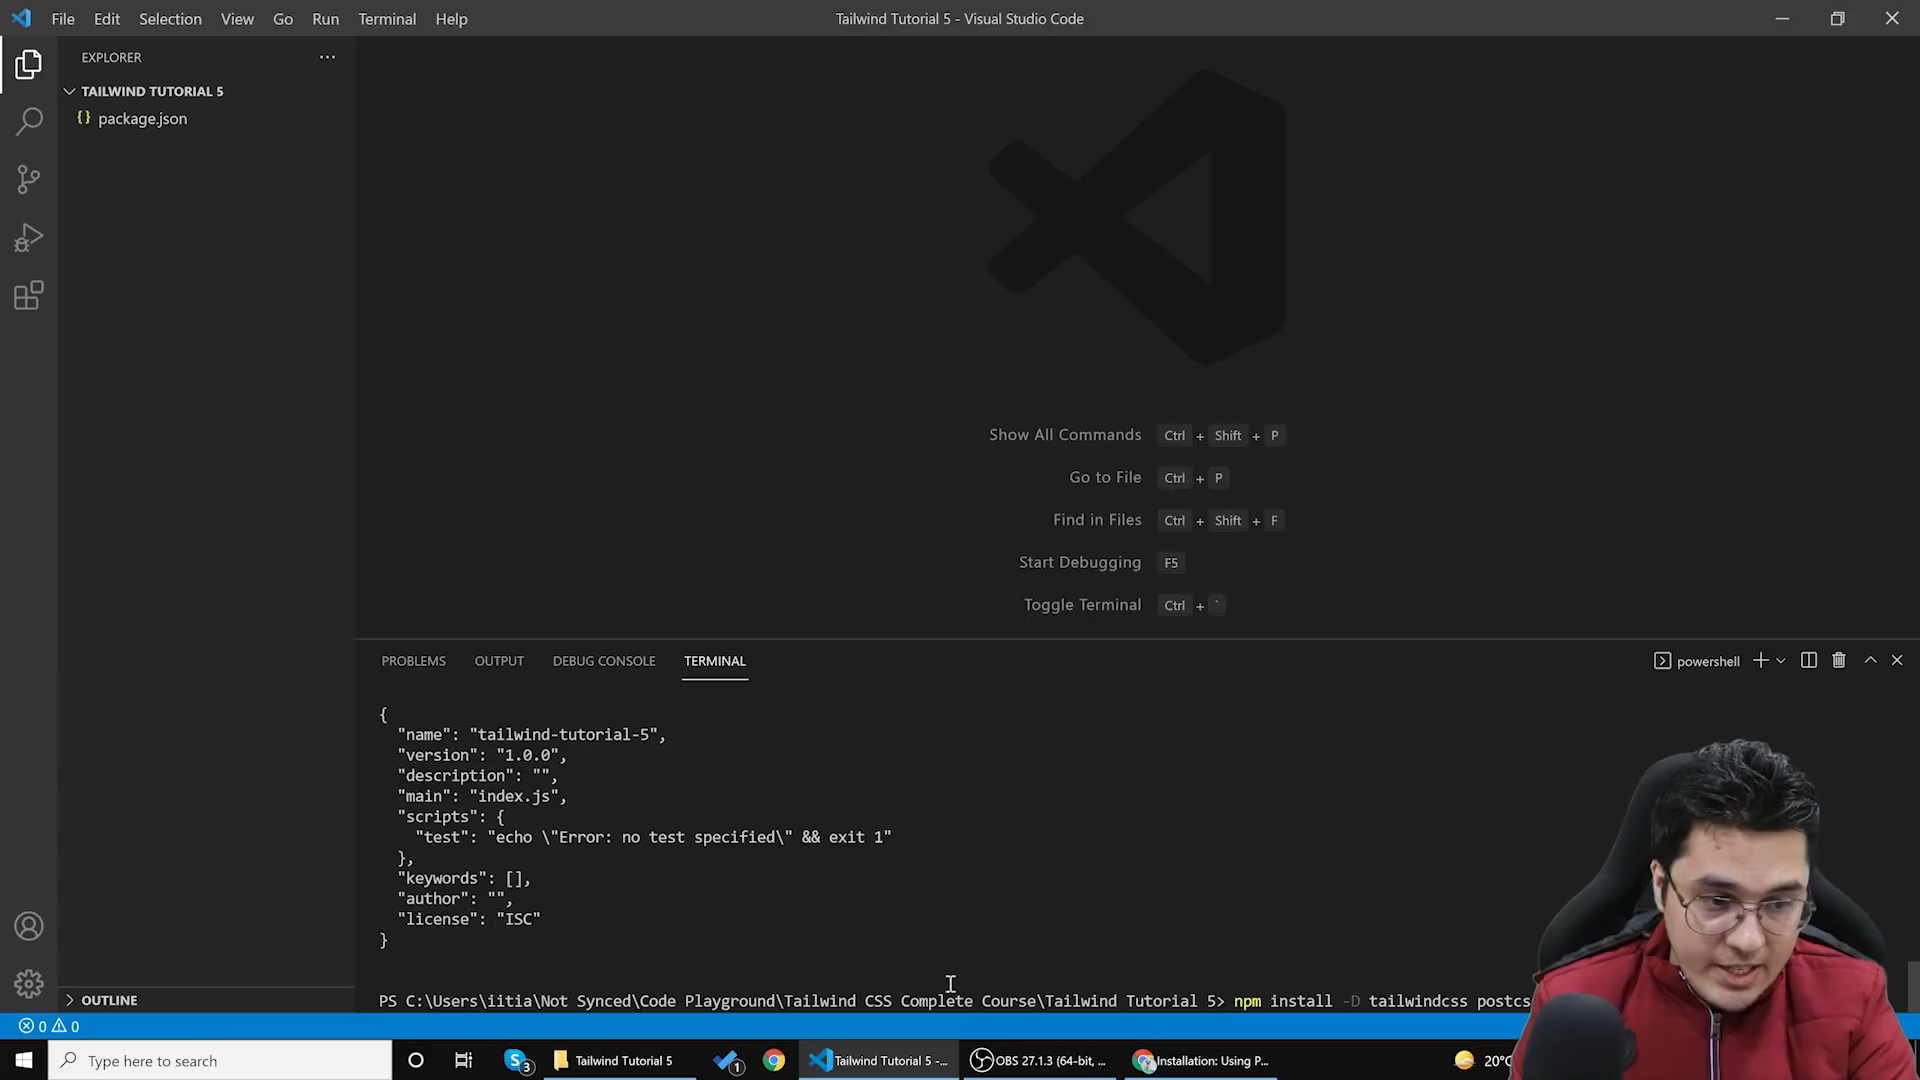 File Edit Selection View Go Run Terminal Help
Tailwind Tutorial 5 - Visual Studio Code
EXPLORER
TAILWIND TUTORIAL 5
{} package.json
Show All Commands Ctrl + Shift + P
Go to File Ctrl + P
Find in Files Ctrl + Shift + F
Start Debugging F5
Toggle Terminal Ctrl + `
PROBLEMS OUTPUT DEBUG CONSOLE TERMINAL
powershell
{
"name": "tailwind-tutorial-5",
"version": "1.0.0",
"description": "",
"main": "index.js",
"scripts": {
"test": "echo \"Error: no test specified\" && exit 1"
},
"keywords": [],
"author": "",
"license": "ISC"
}
PS C:\Users\iitia\Not Synced\Code Playground\Tailwind CSS Complete Course\Tailwind Tutorial 5> npm install -D tailwindcss postcs
OUTLINE
0 0
Type here to search
3
Tailwind Tutorial 5
1
Tailwind Tutorial 5 -...
OBS 27.1.3 (64-bit, ...
Installation: Using P...
20°C